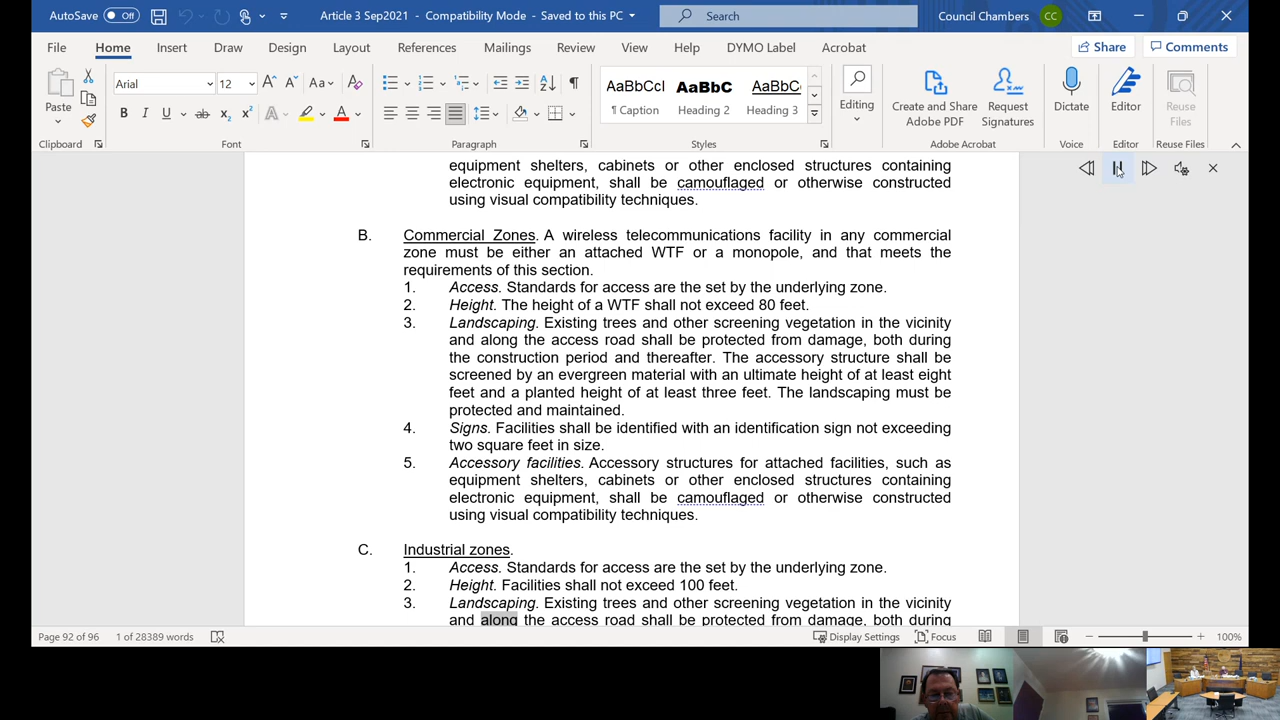 AutoSave Off Article 3 Sep2021 - Compatibility Mode - Saved to this PC Search Council Chambers CC
File Home Insert Draw Design Layout References Mailings Review View Help DYMO Label Acrobat Share Comments
Arial 12
AaBbCcI AaBbC AaBbC
Paste ¶ Caption Heading 2 Heading 3 Editing Create and Share Adobe PDF Request Signatures Dictate Editor Reuse Files
Clipboard Font Paragraph Styles Adobe Acrobat Voice Editor Reuse Files
equipment shelters, cabinets or other enclosed structures containing
electronic equipment, shall be camouflaged or otherwise constructed
using visual compatibility techniques.
B. Commercial Zones. A wireless telecommunications facility in any commercial
zone must be either an attached WTF or a monopole, and that meets the
requirements of this section.
1. Access. Standards for access are the set by the underlying zone.
2. Height. The height of a WTF shall not exceed 80 feet.
3. Landscaping. Existing trees and other screening vegetation in the vicinity
and along the access road shall be protected from damage, both during
the construction period and thereafter. The accessory structure shall be
screened by an evergreen material with an ultimate height of at least eight
feet and a planted height of at least three feet. The landscaping must be
protected and maintained.
4. Signs. Facilities shall be identified with an identification sign not exceeding
two square feet in size.
5. Accessory facilities. Accessory structures for attached facilities, such as
equipment shelters, cabinets or other enclosed structures containing
electronic equipment, shall be camouflaged or otherwise constructed
using visual compatibility techniques.
C. Industrial zones.
1. Access. Standards for access are the set by the underlying zone.
2. Height. Facilities shall not exceed 100 feet.
3. Landscaping. Existing trees and other screening vegetation in the vicinity
and along the access road shall be protected from damage, both during
Page 92 of 96 1 of 28389 words Display Settings Focus 100%